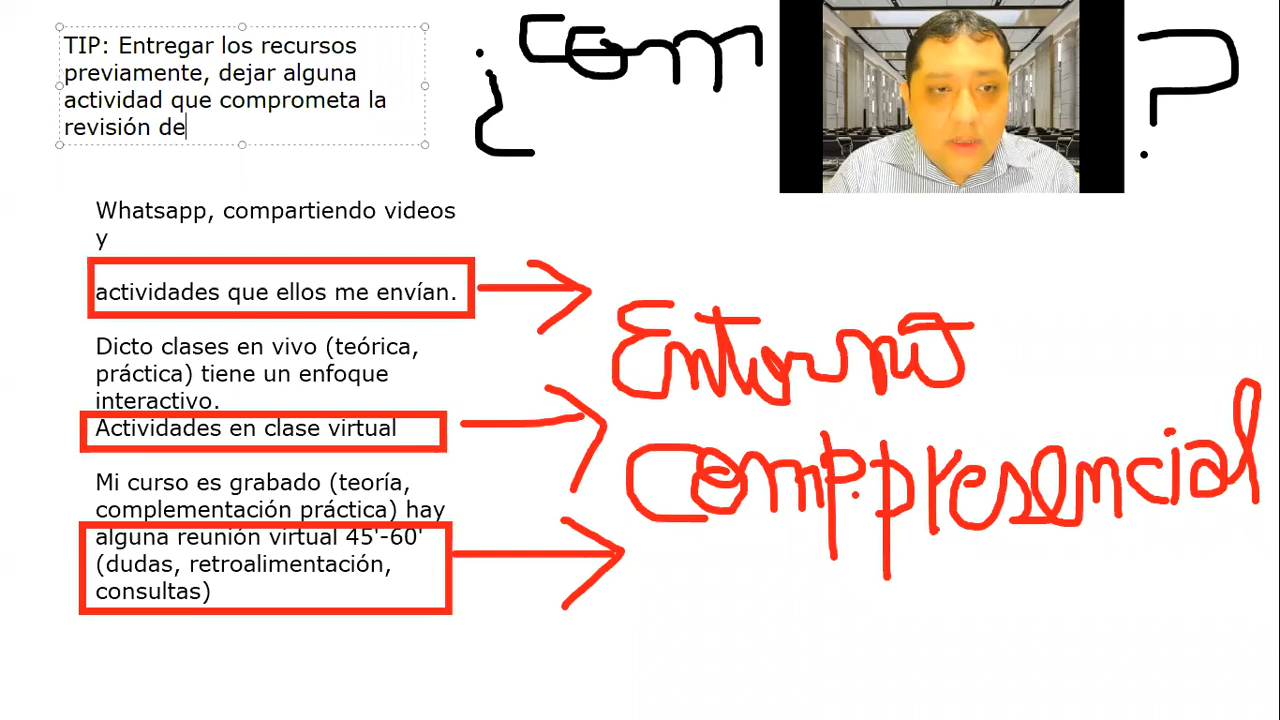 TIP: Entregar los recursos
previamente, dejar alguna
actividad que comprometa la
revisión de
¿com ?
Whatsapp, compartiendo videos
y
actividades que ellos me envían.
Dicto clases en vivo (teórica,
práctica) tiene un enfoque
interactivo.
Actividades en clase virtual
Mi curso es grabado (teoría,
complementación práctica) hay
alguna reunión virtual 45'-60'
(dudas, retroalimentación,
consultas)
Entorno
comp.presencial